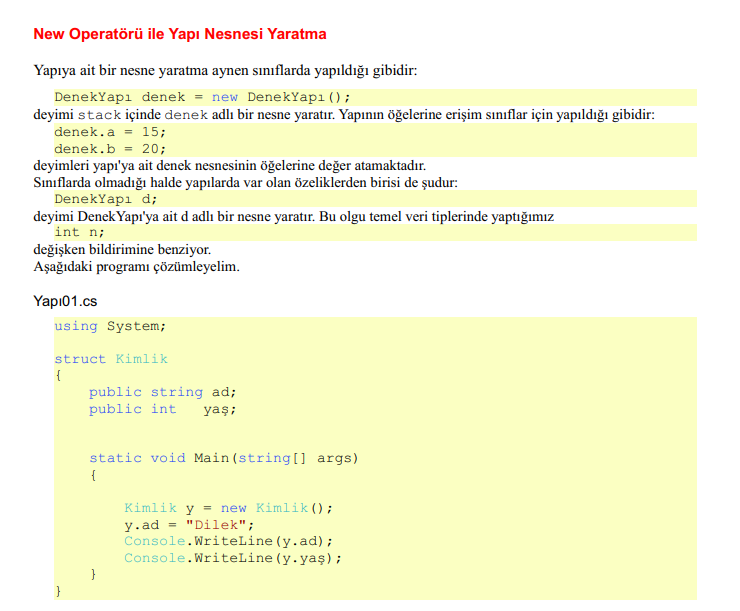 New Operatörü ile Yapı Nesnesi Yaratma
Yapıya ait bir nesne yaratma aynen sınıflarda yapıldığı gibidir:
DenekYapı denek = new DenekYapı();
deyimi stack içinde denek adlı bir nesne yaratır. Yapının öğelerine erişim sınıflar için yapıldığı gibidir:
denek.a = 15;
denek.b = 20;
deyimleri yapı'ya ait denek nesnesinin öğelerine değer atamaktadır.
Sınıflarda olmadığı halde yapılarda var olan özeliklerden birisi de şudur:
DenekYapı d;
deyimi DenekYapı'ya ait d adlı bir nesne yaratır. Bu olgu temel veri tiplerinde yaptığımız
int n;
değişken bildirimine benziyor.
Aşağıdaki programı çözümleyelim.
Yapı01.cs
using System;
struct Kimlik
{
public string ad;
public int yaş;
static void Main(string[] args)
{
Kimlik y = new Kimlik();
y.ad = "Dilek";
Console.WriteLine(y.ad);
Console.WriteLine(y.yaş);
}
}